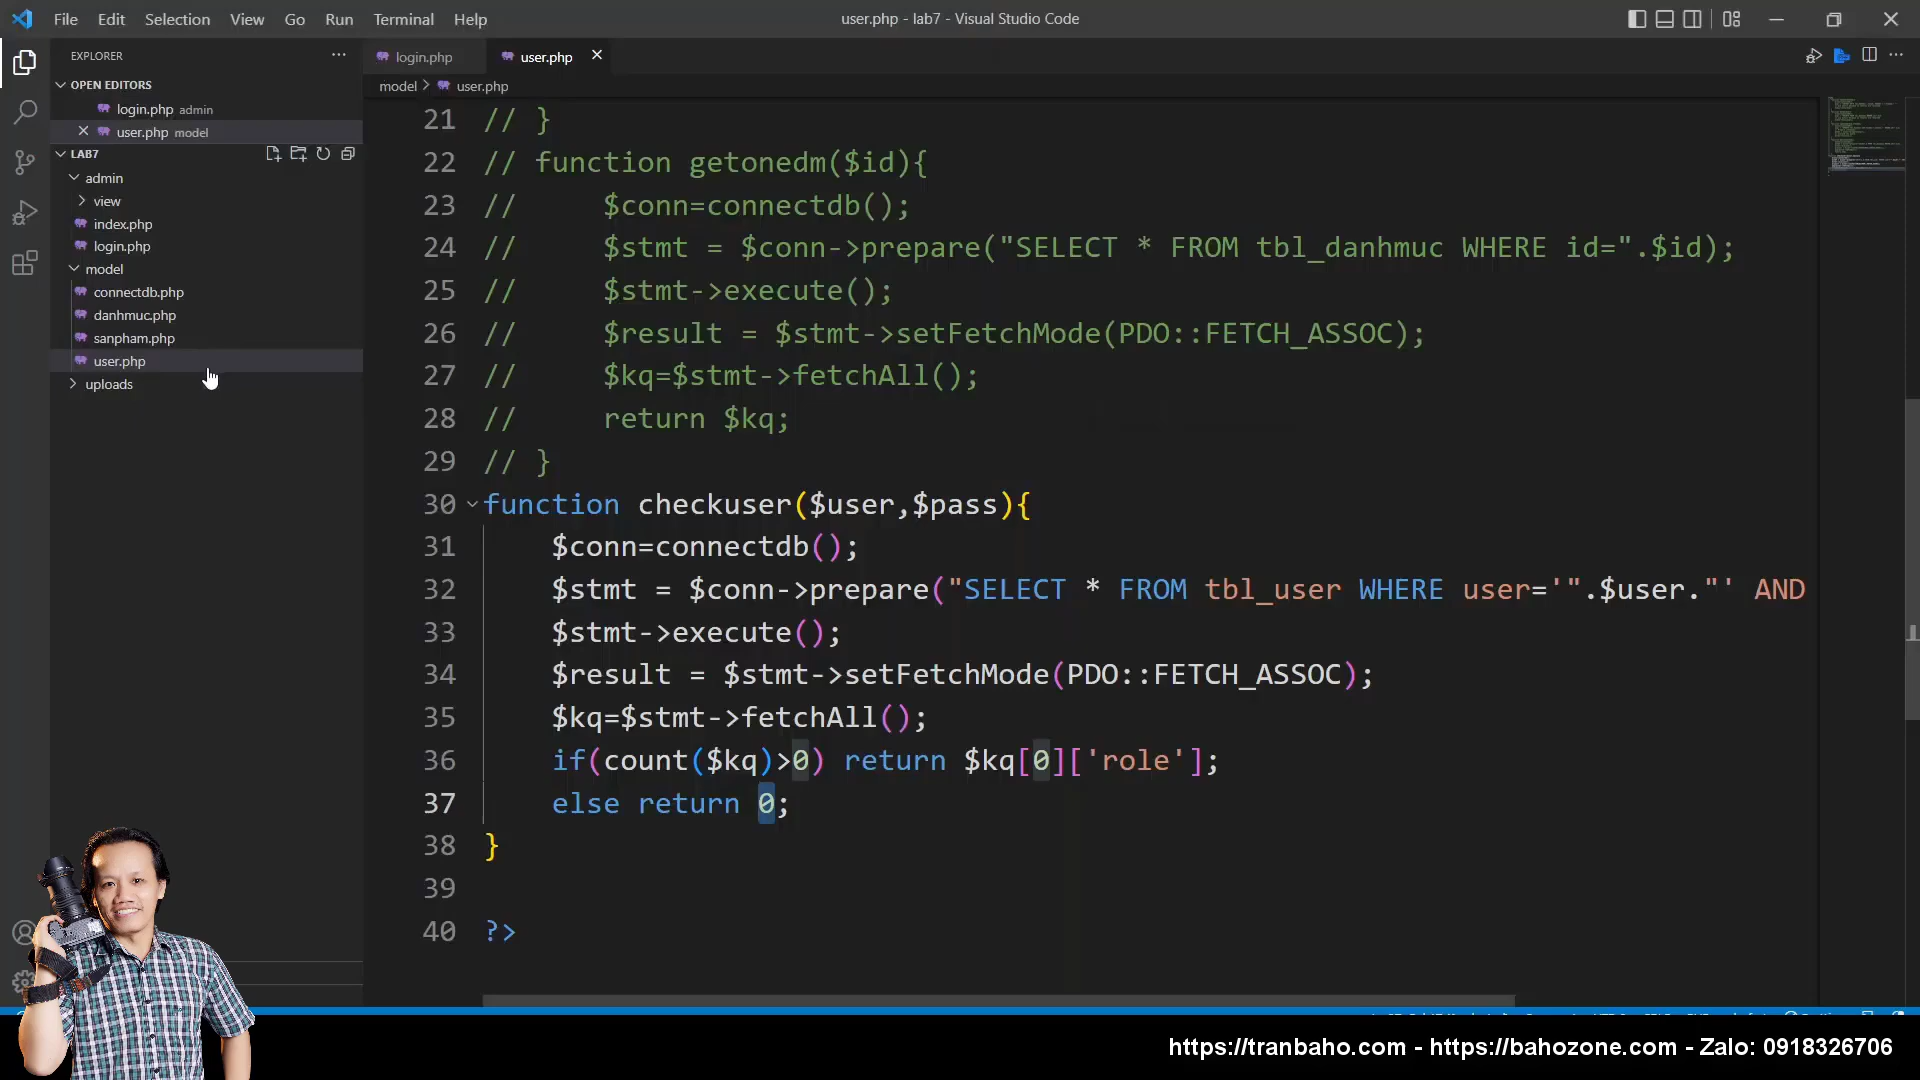 File Edit Selection View Go Run Terminal Help
user.php - lab7 - Visual Studio Code
EXPLORER
OPEN EDITORS
login.php admin
user.php model
LAB7
admin
view
index.php
login.php
model
connectdb.php
danhmuc.php
sanpham.php
user.php
uploads
login.php
user.php
model > user.php
21 // }
22 // function getonedm($id){
23 // $conn=connectdb();
24 // $stmt = $conn->prepare("SELECT * FROM tbl_danhmuc WHERE id=".$id);
25 // $stmt->execute();
26 // $result = $stmt->setFetchMode(PDO::FETCH_ASSOC);
27 // $kq=$stmt->fetchAll();
28 // return $kq;
29 // }
30 function checkuser($user,$pass){
31 $conn=connectdb();
32 $stmt = $conn->prepare("SELECT * FROM tbl_user WHERE user='".$user."' AND
33 $stmt->execute();
34 $result = $stmt->setFetchMode(PDO::FETCH_ASSOC);
35 $kq=$stmt->fetchAll();
36 if(count($kq)>0) return $kq[0]['role'];
37 else return 0;
38 }
39
40 ?>
https://tranbaho.com - https://bahozone.com - Zalo: 0918326706